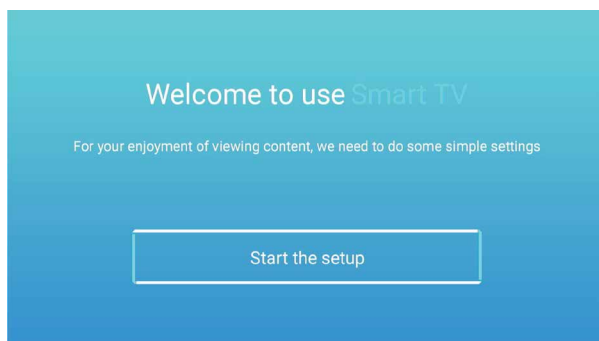 Welcome to use Smart TV
For your enjoyment of viewing content, we need to do some simple settings
Start the setup